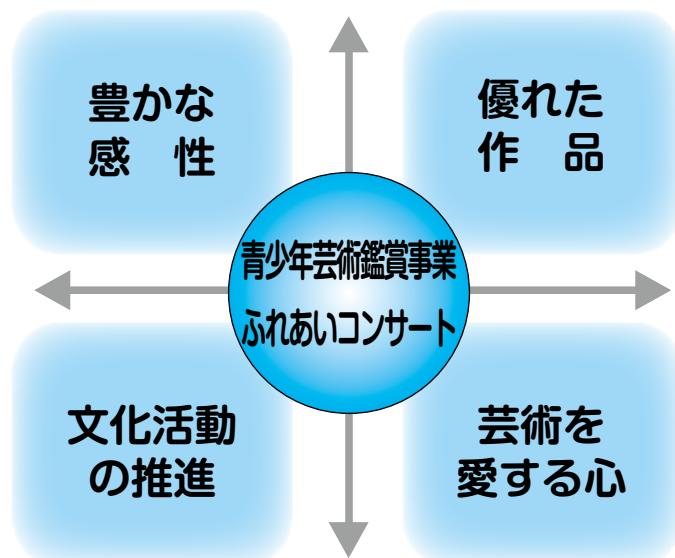 豊かな
感　性
優れた
作　品
青少年芸術鑑賞事業
ふれあいコンサート
文化活動
の推進
芸術を
愛する心